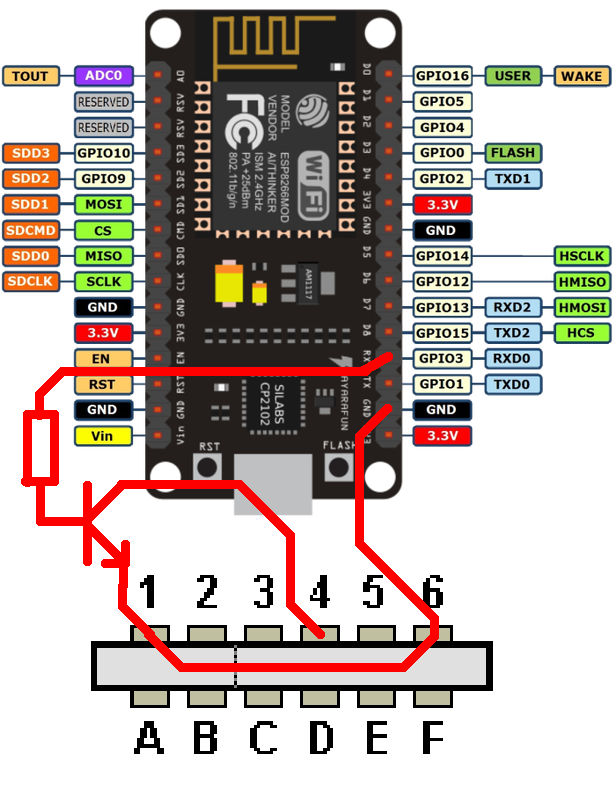 TOUT ADC0
RESERVED
RESERVED
SDD3 GPIO10
SDD2 GPIO9
SDD1 MOSI
SDCMD CS
SDD0 MISO
SDCLK SCLK
GND
3.3V
EN
RST
GND
Vin
A0
RSV
RSV
SD3
SD2
SD1
CMD
SD0
CLK
GND
3V3
EN
RST
GND
Vin
MODEL
VENDOR
ESP8266MOD
AI/THINKER
ISM 2.4GHz
PA +25dBm
802.11b/g/n
FC
Wi Fi
AM1117
SILABS
CP2102
AYARAFUN
RST
FLASH
D0
D1
D2
D3
D4
3V3
GND
D5
D6
D7
D8
RX
TX
GND
GPIO16 USER WAKE
GPIO5
GPIO4
GPIO0 FLASH
GPIO2 TXD1
3.3V
GND
GPIO14 HSCLK
GPIO12 HMISO
GPIO13 RXD2 HMOSI
GPIO15 TXD2 HCS
GPIO3 RXD0
GPIO1 TXD0
GND
3.3V
1 2 3 4 5 6
A B C D E F